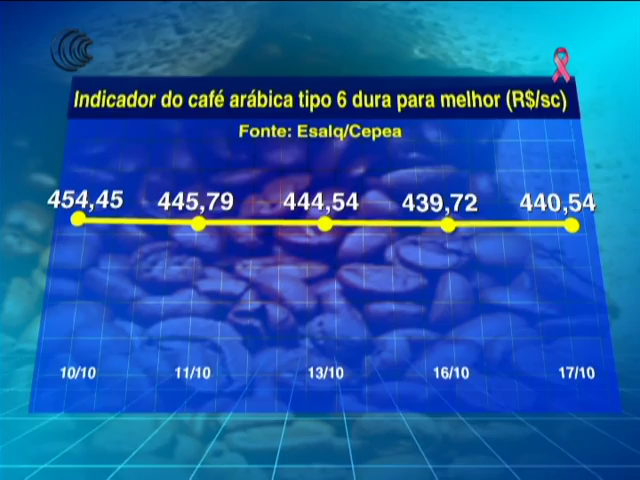 Indicador do café arábica tipo 6 dura para melhor (R$/sc)
Fonte: Esalq/Cepea
454,45 445,79 444,54 439,72 440,54
10/10 11/10 13/10 16/10 17/10